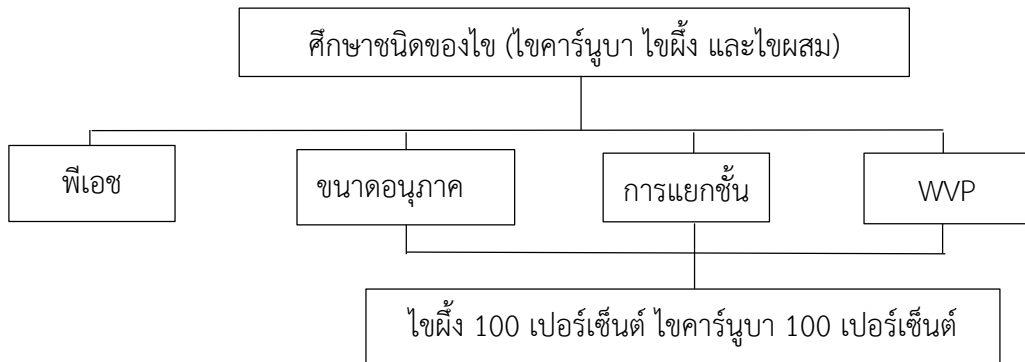 ศึกษาชนิดของไข (ไขคาร์นูบา ไขผึ้ง และไขผสม)
พีเอช
ขนาดอนุภาค
การแยกชั้น
WVP
ไขผึ้ง 100 เปอร์เซ็นต์ ไขคาร์นูบา 100 เปอร์เซ็นต์